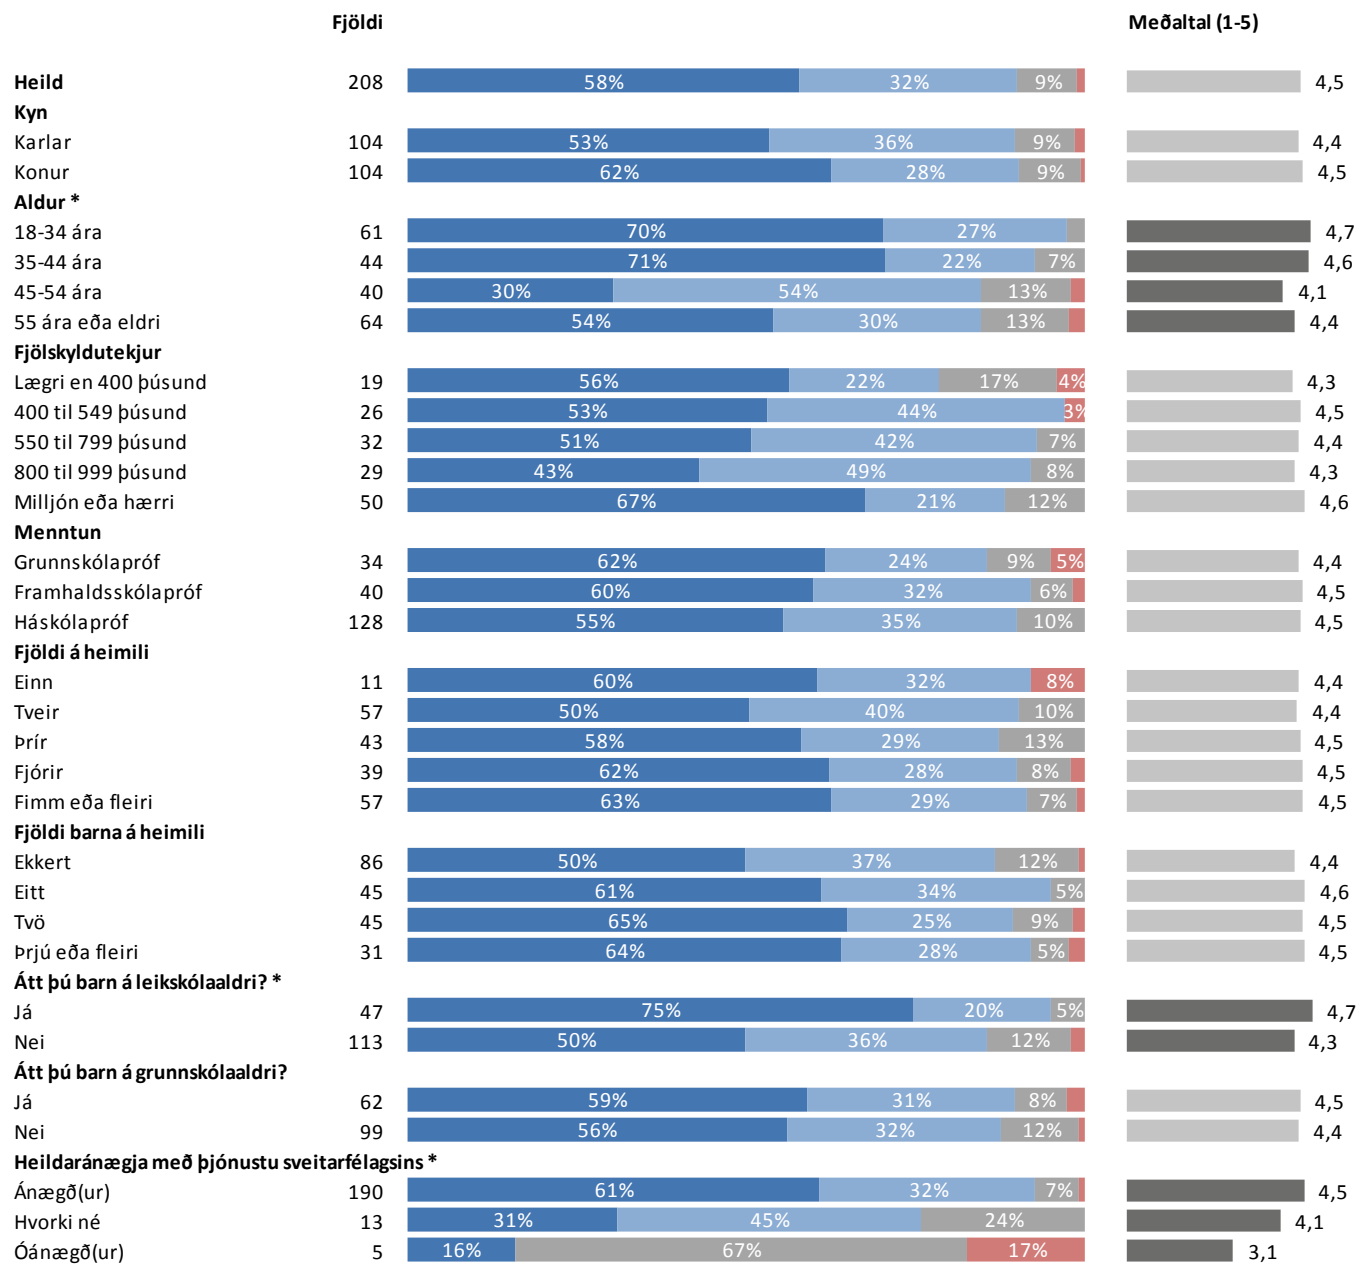 Fjöldi Meðaltal (1-5)
Heild 208 58% 32% 9% 4,5
Kyn
Karlar 104 53% 36% 9% 4,4
Konur 104 62% 28% 9% 4,5
Aldur *
18-34 ára 61 70% 27% 4,7
35-44 ára 44 71% 22% 7% 4,6
45-54 ára 40 30% 54% 13% 4,1
55 ára eða eldri 64 54% 30% 13% 4,4
Fjölskyldutekjur
Lægri en 400 þúsund 19 56% 22% 17% 4% 4,3
400 til 549 þúsund 26 53% 44% 3% 4,5
550 til 799 þúsund 32 51% 42% 7% 4,4
800 til 999 þúsund 29 43% 49% 8% 4,3
Milljón eða hærri 50 67% 21% 12% 4,6
Menntun
Grunnskólapróf 34 62% 24% 9% 5% 4,4
Framhaldsskólapróf 40 60% 32% 6% 4,5
Háskólapróf 128 55% 35% 10% 4,5
Fjöldi á heimili
Einn 11 60% 32% 8% 4,4
Tveir 57 50% 40% 10% 4,4
Þrír 43 58% 29% 13% 4,5
Fjórir 39 62% 28% 8% 4,5
Fimm eða fleiri 57 63% 29% 7% 4,5
Fjöldi barna á heimili
Ekkert 86 50% 37% 12% 4,4
Eitt 45 61% 34% 5% 4,6
Tvö 45 65% 25% 9% 4,5
Þrjú eða fleiri 31 64% 28% 5% 4,5
Átt þú barn á leikskólaaldri? *
Já 47 75% 20% 5% 4,7
Nei 113 50% 36% 12% 4,3
Átt þú barn á grunnskólaaldri?
Já 62 59% 31% 8% 4,5
Nei 99 56% 32% 12% 4,4
Heildaránægja með þjónustu sveitarfélagsins *
Ánægð(ur) 190 61% 32% 7% 4,5
Hvorki né 13 31% 45% 24% 4,1
Óánægð(ur) 5 16% 67% 17% 3,1